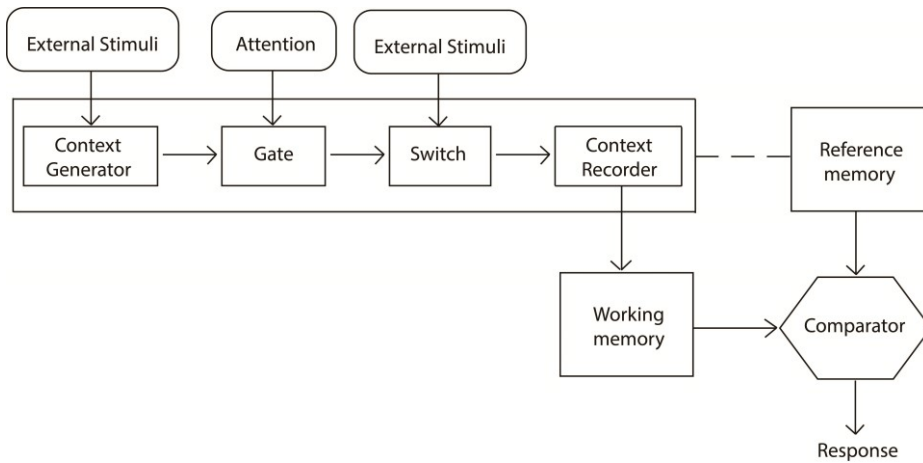 External Stimuli
Attention
External Stimuli
Context
Generator
Gate
Switch
Context
Recorder
Reference
memory
Working
memory
Comparator
Response